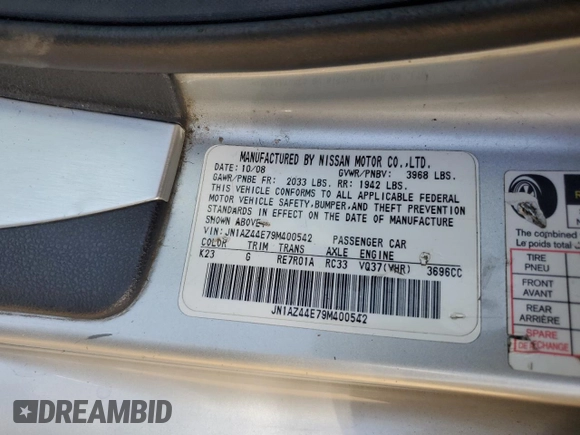 MANUFACTURED BY NISSAN MOTOR CO.,LTD.
DATE: 10/08 GVWR/PNBV: 3968 LBS.
GAWR/PNBE FR: 2033 LBS. RR: 1942 LBS.
THIS VEHICLE CONFORMS TO ALL APPLICABLE FEDERAL
MOTOR VEHICLE SAFETY,BUMPER,AND THEFT PREVENTION
STANDARDS IN EFFECT ON THE DATE OF MANUFACTURE
SHOWN ABOVE.
VIN: JN1AZ44E79M400542 PASSENGER CAR
COLOR TRIM TRANS AXLE ENGINE
K23 G RE7R01A RC33 VQ37(VHR) 3696CC
JN1AZ44E79M400542
The combined
Le poids total
TIRE
PNEU
FRONT
AVANT
REAR
ARRIÈRE
SPARE
DE
DREAMBID